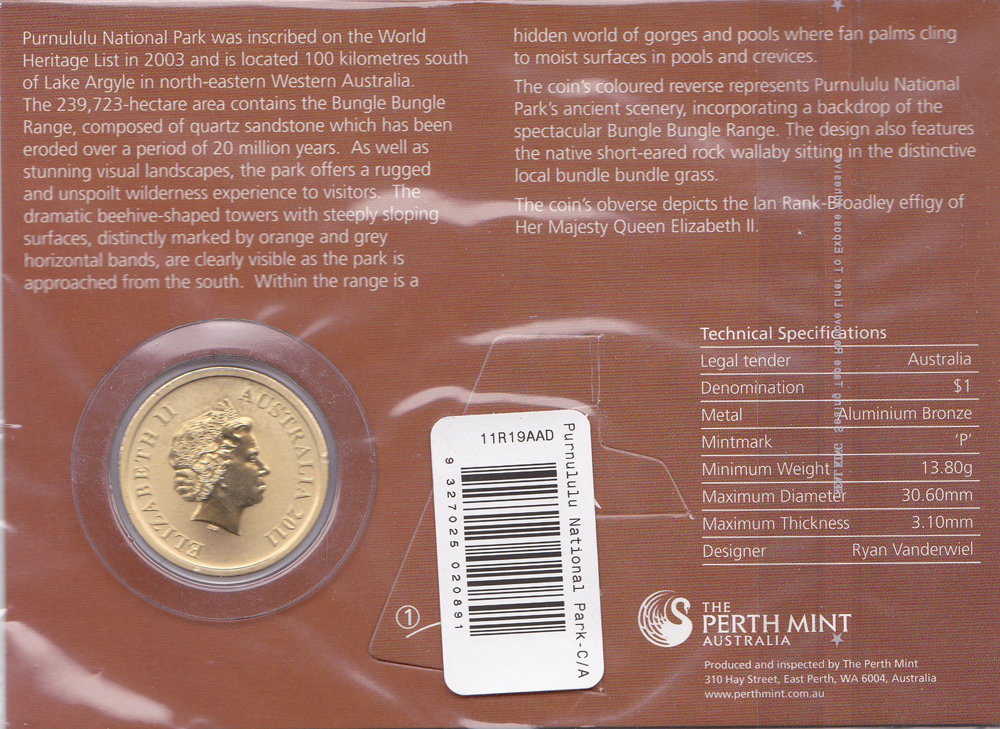 Purnululu National Park was inscribed on the World
Heritage List in 2003 and is located 100 kilometres south
of Lake Argyle in north-eastern Western Australia.
The 239,723-hectare area contains the Bungle Bungle
Range, composed of quartz sandstone which has been
eroded over a period of 20 million years. As well as
stunning visual landscapes, the park offers a rugged
and unspoilt wilderness experience to visitors. The
dramatic beehive-shaped towers with steeply sloping
surfaces, distinctly marked by orange and grey
horizontal bands, are clearly visible as the park is
approached from the south. Within the range is a
hidden world of gorges and pools where fan palms cling
to moist surfaces in pools and crevices.
The coin's coloured reverse represents Purnululu National
Park's ancient scenery, incorporating a backdrop of the
spectacular Bungle Bungle Range. The design also features
the native short-eared rock wallaby sitting in the distinctive
local bundle bundle grass.
The coin's obverse depicts the Ian Rank-Broadley effigy of
Her Majesty Queen Elizabeth II.
ELIZABETH II AUSTRALIA 2011
11R19AAD
9 327025 020891
Purnululu National Park-C/A
1
Technical Specifications
Legal tender Australia
Denomination $1
Metal Aluminium Bronze
Mintmark 'P'
Minimum Weight 13.80g
Maximum Diameter 30.60mm
Maximum Thickness 3.10mm
Designer Ryan Vanderwiel
THE
PERTH MINT
AUSTRALIA
Produced and inspected by The Perth Mint
310 Hay Street, East Perth, WA 6004, Australia
www.perthmint.com.au
Sealing Tape Remove Liner To Expose